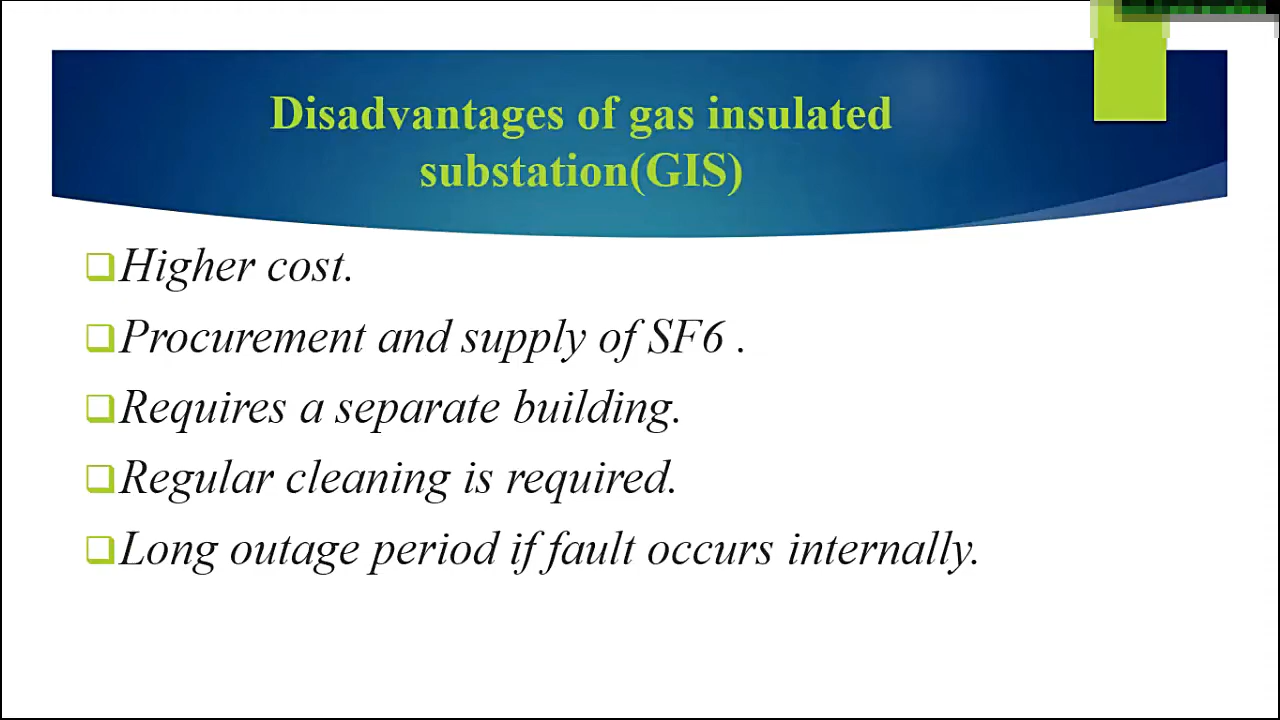 Disadvantages of gas insulated
substation(GIS)
Higher cost.
Procurement and supply of SF6 .
Requires a separate building.
Regular cleaning is required.
Long outage period if fault occurs internally.